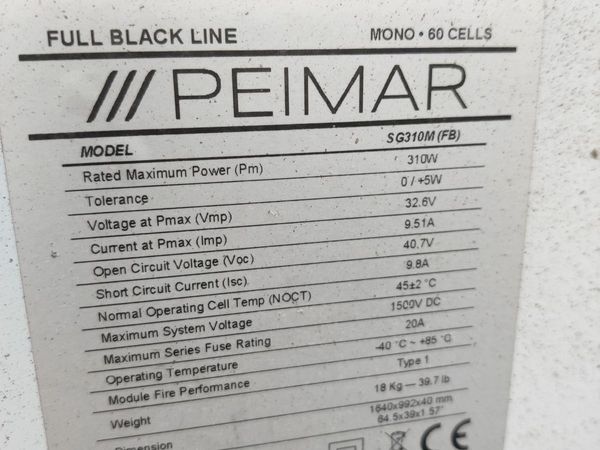 FULL BLACK LINE MONO • 60 CELLS
/// PEIMAR
MODEL SG310M (FB)
Rated Maximum Power (Pm) 310W
Tolerance 0 / +5W
Voltage at Pmax (Vmp) 32.6V
Current at Pmax (Imp) 9.51A
Open Circuit Voltage (Voc) 40.7V
Short Circuit Current (Isc) 9.8A
Normal Operating Cell Temp (NOCT) 45±2 °C
Maximum System Voltage 1500V DC
Maximum Series Fuse Rating 20A
Operating Temperature -40 °C ~ +85 °C
Module Fire Performance Type 1
Weight 18 Kg — 39.7 lb
Dimension 1640x992x40 mm
64.5x39x1.57"
CE